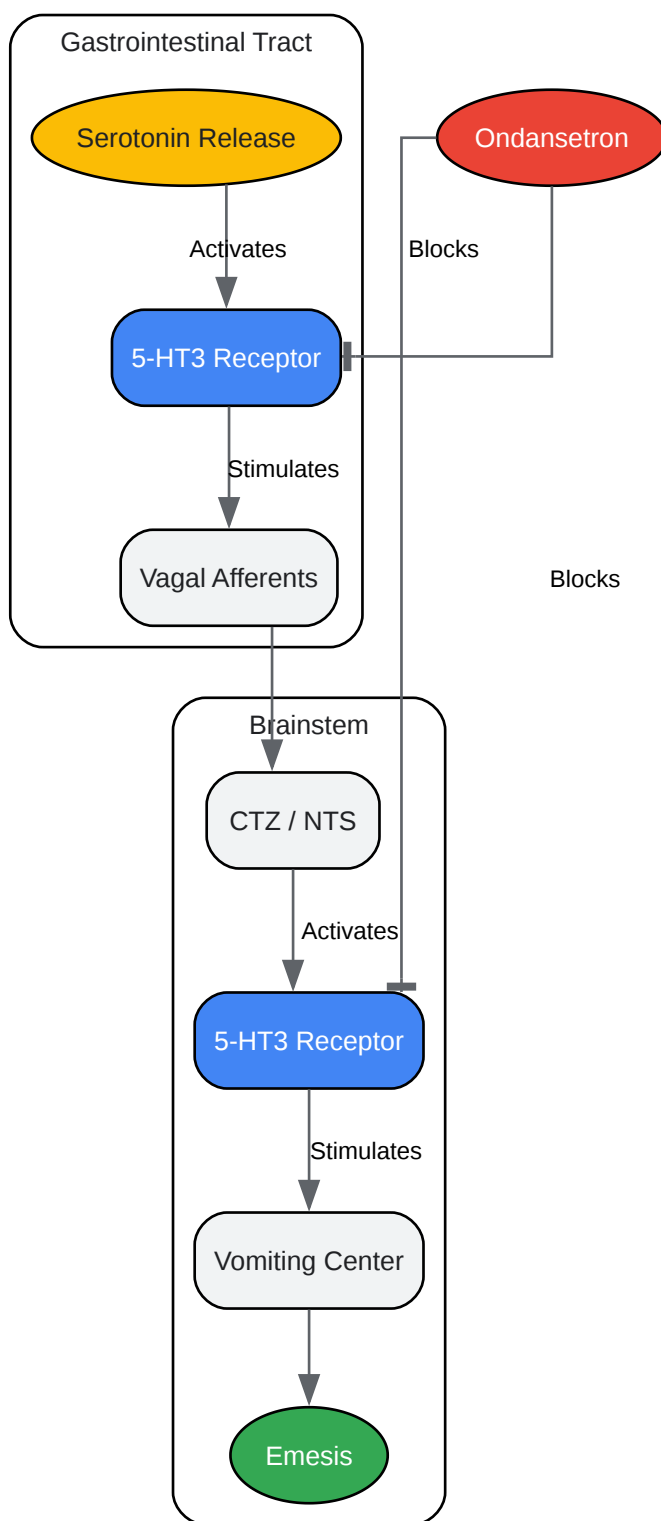 Gastrointestinal Tract
Serotonin Release
Ondansetron
Activates
Blocks
5-HT3 Receptor
Stimulates
Vagal Afferents
Blocks
Brainstem
CTZ / NTS
Activates
5-HT3 Receptor
Stimulates
Vomiting Center
Emesis